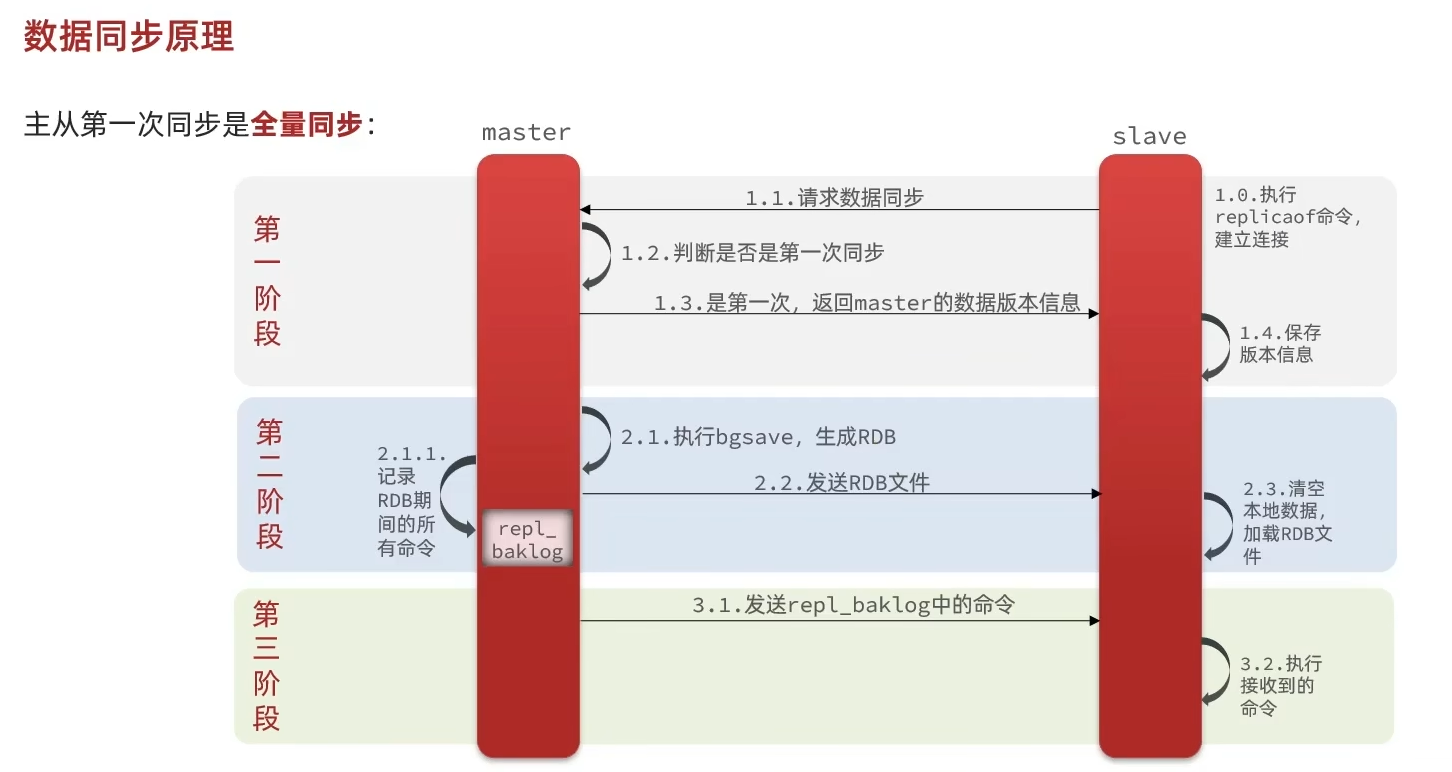 数据同步原理
主从第一次同步是全量同步：
master
slave
第
一
阶
段
1.0.执行
replicaof命令，
建立连接
1.1.请求数据同步
1.2.判断是否是第一次同步
1.3.是第一次，返回master的数据版本信息
1.4.保存
版本信息
第
二
阶
段
2.1.执行bgsave，生成RDB
2.1.1.
记录
RDB期
间的所
有命令
repl_
baklog
2.2.发送RDB文件
2.3.清空
本地数据，
加载RDB文
件
第
三
阶
段
3.1.发送repl_baklog中的命令
3.2.执行
接收到的
命令